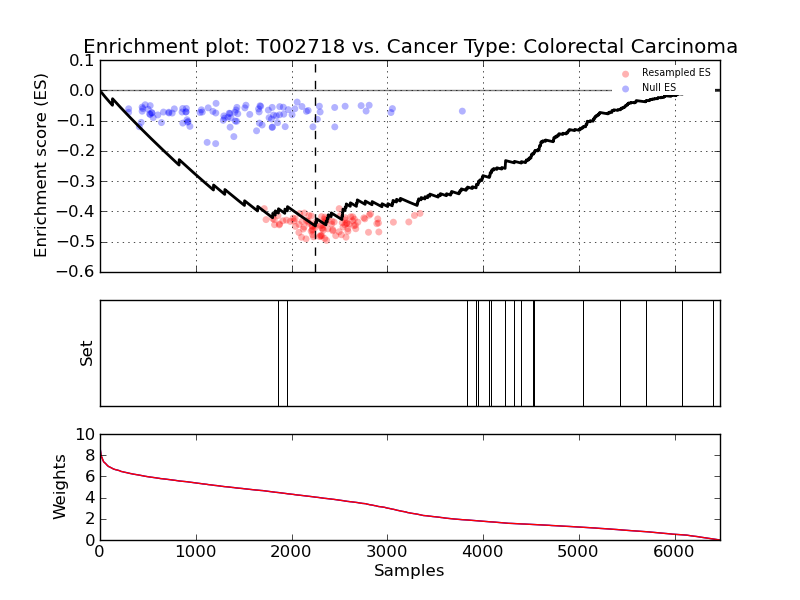 Enrichment plot: T002718 vs. Cancer Type: Colorectal Carcinoma
Enrichment score (ES)
0.1
0.0
−0.1
−0.2
−0.3
−0.4
−0.5
−0.6
Resampled ES
Null ES
Set
Weights
10
8
6
4
2
0
0 1000 2000 3000 4000 5000 6000
Samples